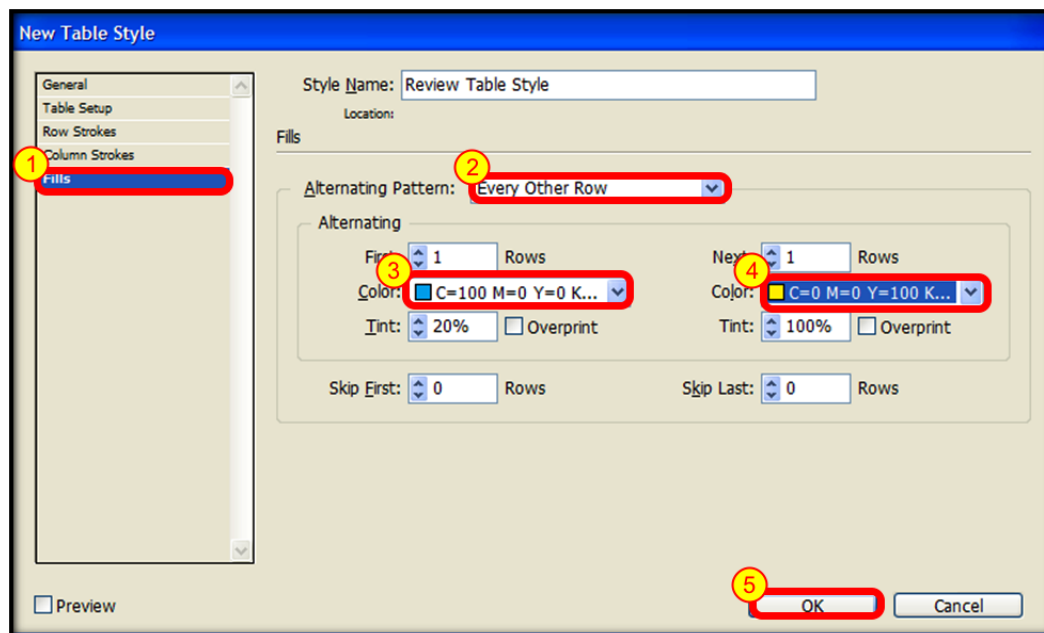 New Table Style
General
Table Setup
Row Strokes
Column Strokes
Fills
1
Style Name: Review Table Style
Location:
Fills
2
Alternating Pattern: Every Other Row
Alternating
First: 1 Rows Next: 1 Rows
3 4
Color: C=100 M=0 Y=0 K... Color: C=0 M=0 Y=100 K...
Tint: 20% Overprint Tint: 100% Overprint
Skip First: 0 Rows Skip Last: 0 Rows
5
Preview OK Cancel